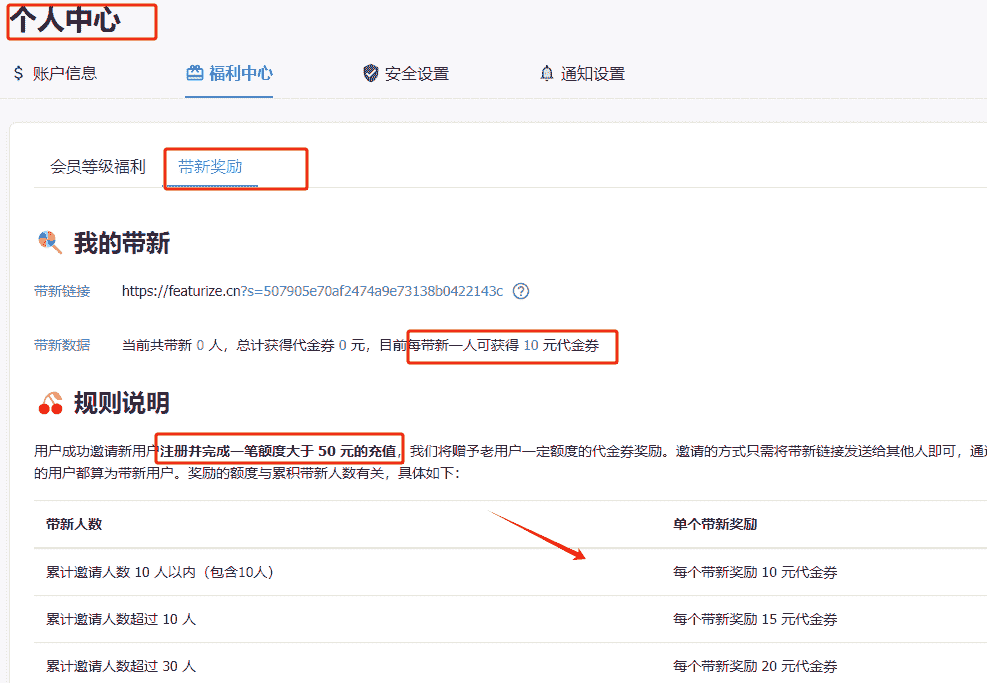 个人中心
$ 账户信息 福利中心 安全设置 通知设置
会员等级福利 带新奖励
我的带新
带新链接 https://featurize.cn?s=507905e70af2474a9e73138b0422143c ?
带新数据 当前共带新 0 人，总计获得代金券 0 元，目前每带新一人可获得 10 元代金券
规则说明
用户成功邀请新用户注册并完成一笔额度大于 50 元的充值，我们将赠予老用户一定额度的代金券奖励。邀请的方式只需将带新链接发送给其他人即可，通过
的用户都算为带新用户。奖励的额度与累积带新人数有关，具体如下：
带新人数 单个带新奖励
累计邀请人数 10 人以内（包含10人） 每个带新奖励 10 元代金券
累计邀请人数超过 10 人 每个带新奖励 15 元代金券
累计邀请人数超过 30 人 每个带新奖励 20 元代金券